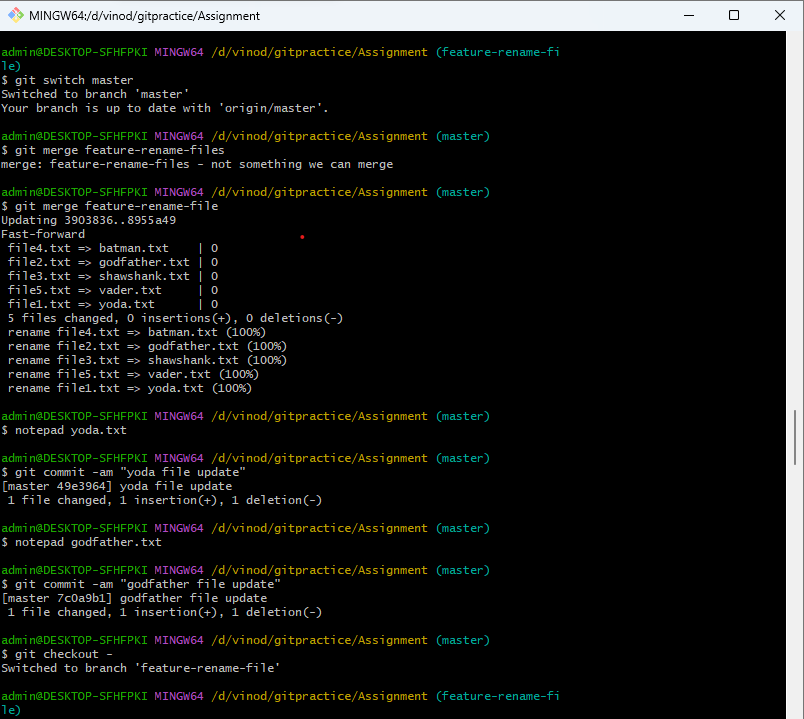 MINGW64:/d/vinod/gitpractice/Assignment
admin@DESKTOP-SFHFPKI MINGW64 /d/vinod/gitpractice/Assignment (feature-rename-fi
le)
$ git switch master
Switched to branch 'master'
Your branch is up to date with 'origin/master'.
admin@DESKTOP-SFHFPKI MINGW64 /d/vinod/gitpractice/Assignment (master)
$ git merge feature-rename-files
merge: feature-rename-files - not something we can merge
admin@DESKTOP-SFHFPKI MINGW64 /d/vinod/gitpractice/Assignment (master)
$ git merge feature-rename-file
Updating 3903836..8955a49
Fast-forward
 file4.txt => batman.txt    | 0
 file2.txt => godfather.txt | 0
 file3.txt => shawshank.txt | 0
 file5.txt => vader.txt     | 0
 file1.txt => yoda.txt      | 0
 5 files changed, 0 insertions(+), 0 deletions(-)
 rename file4.txt => batman.txt (100%)
 rename file2.txt => godfather.txt (100%)
 rename file3.txt => shawshank.txt (100%)
 rename file5.txt => vader.txt (100%)
 rename file1.txt => yoda.txt (100%)
admin@DESKTOP-SFHFPKI MINGW64 /d/vinod/gitpractice/Assignment (master)
$ notepad yoda.txt
admin@DESKTOP-SFHFPKI MINGW64 /d/vinod/gitpractice/Assignment (master)
$ git commit -am "yoda file update"
[master 49e3964] yoda file update
 1 file changed, 1 insertion(+), 1 deletion(-)
admin@DESKTOP-SFHFPKI MINGW64 /d/vinod/gitpractice/Assignment (master)
$ notepad godfather.txt
admin@DESKTOP-SFHFPKI MINGW64 /d/vinod/gitpractice/Assignment (master)
$ git commit -am "godfather file update"
[master 7c0a9b1] godfather file update
 1 file changed, 1 insertion(+), 1 deletion(-)
admin@DESKTOP-SFHFPKI MINGW64 /d/vinod/gitpractice/Assignment (master)
$ git checkout -
Switched to branch 'feature-rename-file'
admin@DESKTOP-SFHFPKI MINGW64 /d/vinod/gitpractice/Assignment (feature-rename-fi
le)